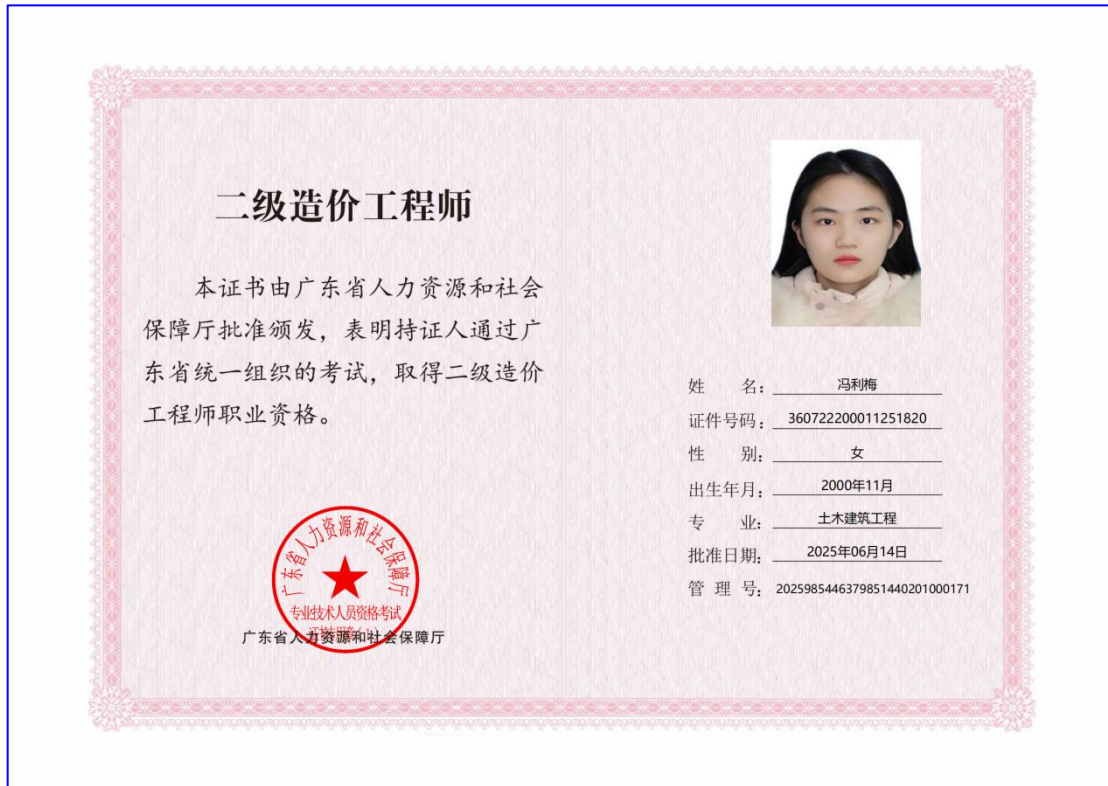 二级造价工程师
本证书由广东省人力资源和社会
保障厅批准颁发，表明持证人通过广
东省统一组织的考试，取得二级造价
工程师职业资格。
广东省人力资源和社会保障厅
专业技术人员资格考试
广东省人力资源和社会保障厅
姓 名：冯利梅
证件号码：360722200011251820
性 别：女
出生年月：2000年11月
专 业：土木建筑工程
批准日期：2025年06月14日
管 理 号：2025985446379851440201000171